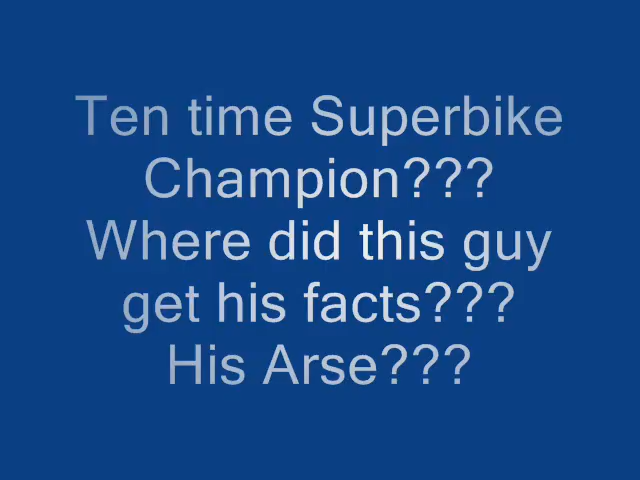 Ten time Superbike
Champion???
Where did this guy
get his facts???
His Arse???